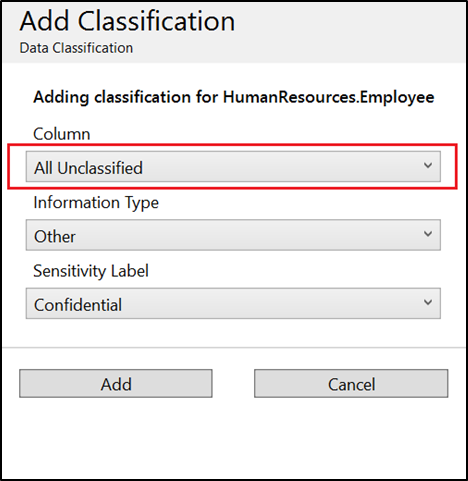 Add Classification
Data Classification
Adding classification for HumanResources.Employee
Column
All Unclassified
Information Type
Other
Sensitivity Label
Confidential
Add Cancel